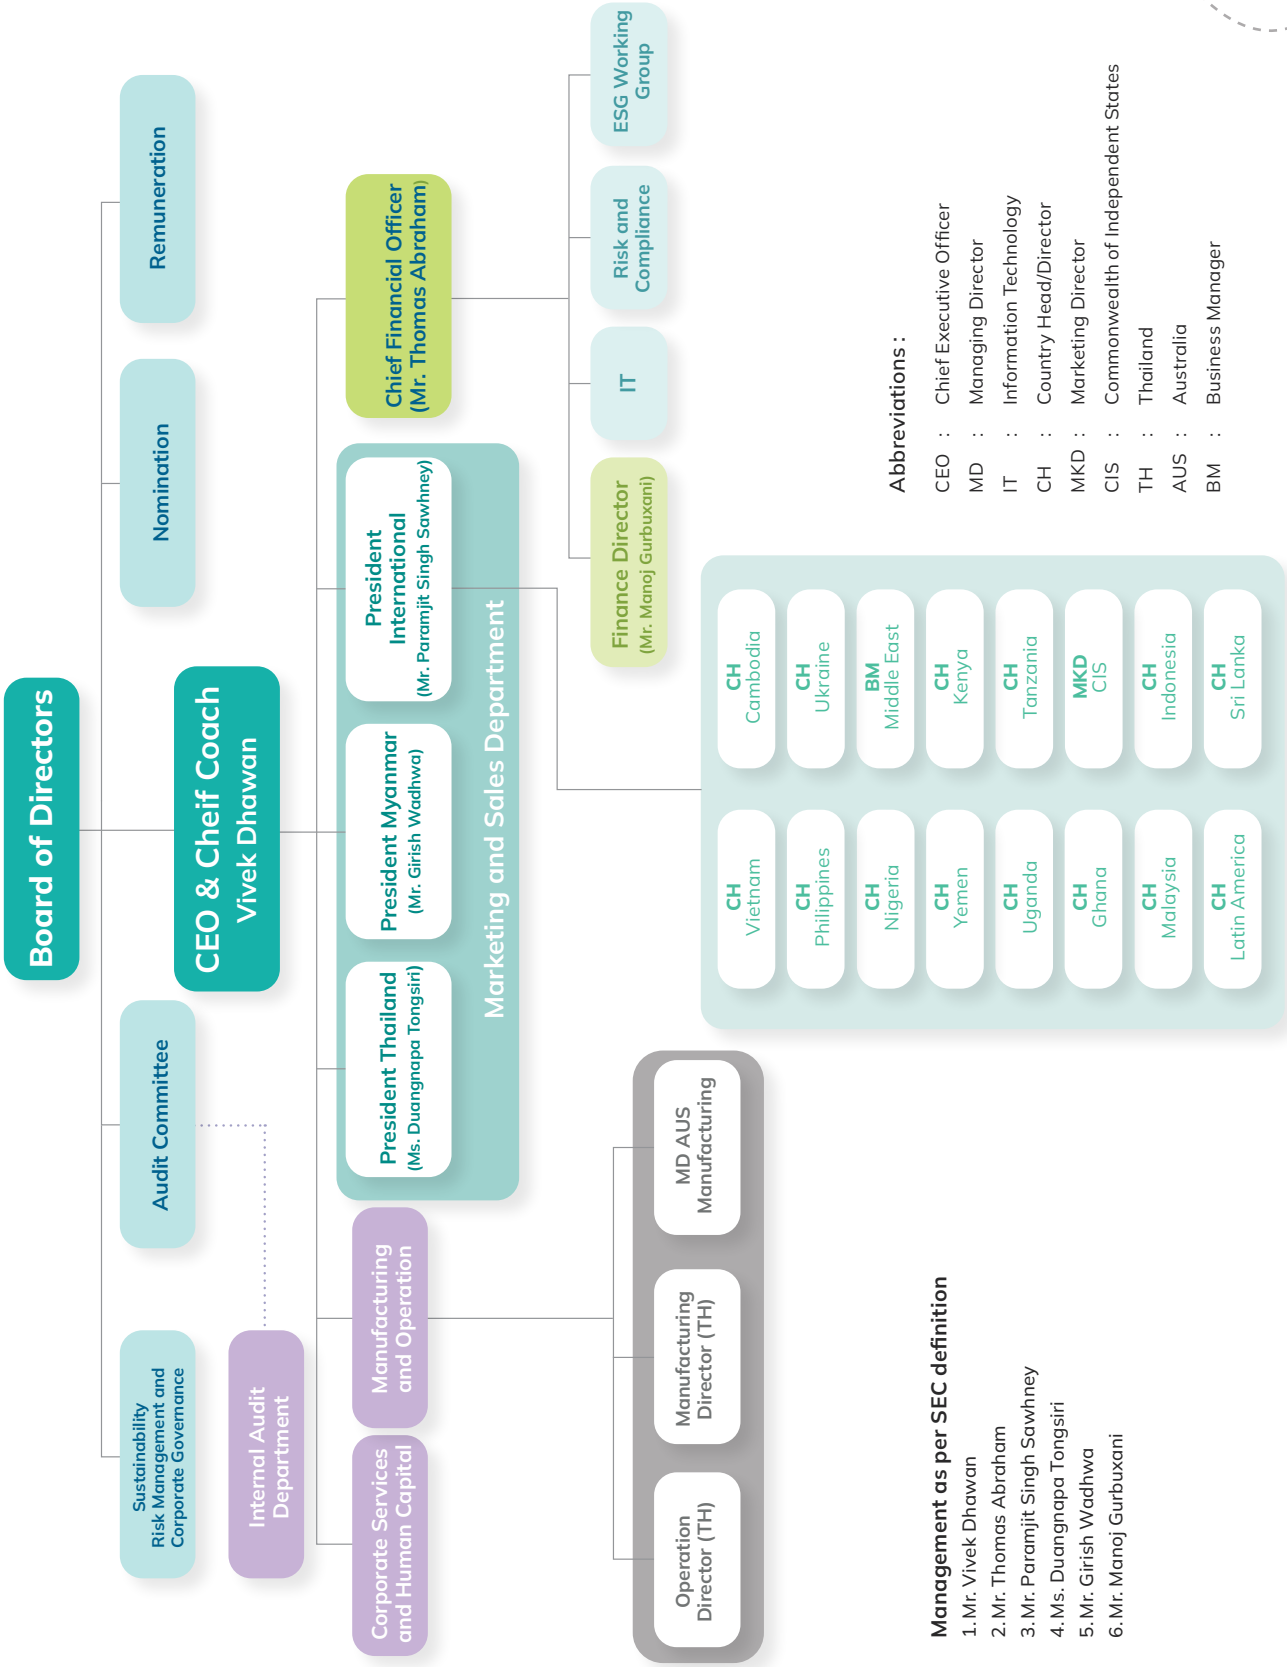 Board of Directors
Sustainability
Risk Management and
Corporate Governance
Audit Committee
Nomination
Remuneration
CEO & Cheif Coach
Vivek Dhawan
Internal Audit
Department
Corporate Services
and Human Capital
Manufacturing
and Operation
President Thailand
(Ms. Duangnapa Tongsiri)
President Myanmar
(Mr. Girish Wadhwa)
President
International
(Mr. Paramjit Singh Sawhney)
Marketing and Sales Department
Chief Financial Officer
(Mr. Thomas Abraham)
Finance Director
(Mr. Manoj Gurbuxani)
IT
Risk and
Compliance
ESG Working
Group
Operation
Director (TH)
Manufacturing
Director (TH)
MD AUS
Manufacturing
CH
Vietnam
CH
Cambodia
CH
Philippines
CH
Ukraine
CH
Nigeria
BM
Middle East
CH
Yemen
CH
Kenya
CH
Uganda
CH
Tanzania
CH
Ghana
MKD
CIS
CH
Malaysia
CH
Indonesia
CH
Latin America
CH
Sri Lanka
Management as per SEC definition
1. Mr. Vivek Dhawan
2. Mr. Thomas Abraham
3. Mr. Paramjit Singh Sawhney
4. Ms. Duangnapa Tongsiri
5. Mr. Girish Wadhwa
6. Mr. Manoj Gurbuxani
Abbreviations :
CEO : Chief Executive Officer
MD : Managing Director
IT : Information Technology
CH : Country Head/Director
MKD : Marketing Director
CIS : Commonwealth of Independent States
TH : Thailand
AUS : Australia
BM : Business Manager